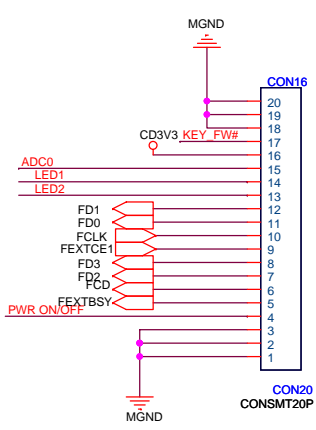 MGND
CON16
20
19
18
CD3V3 KEY_FW# 17
16
ADC0 15
LED1 14
LED2 13
FD1 12
FD0 11
FCLK 10
FEXTCE1 9
FD3 8
FD2 7
FCD 6
FEXTBSY 5
PWR ON/OFF 4
3
2
1
CON20
CONSMT20P
MGND